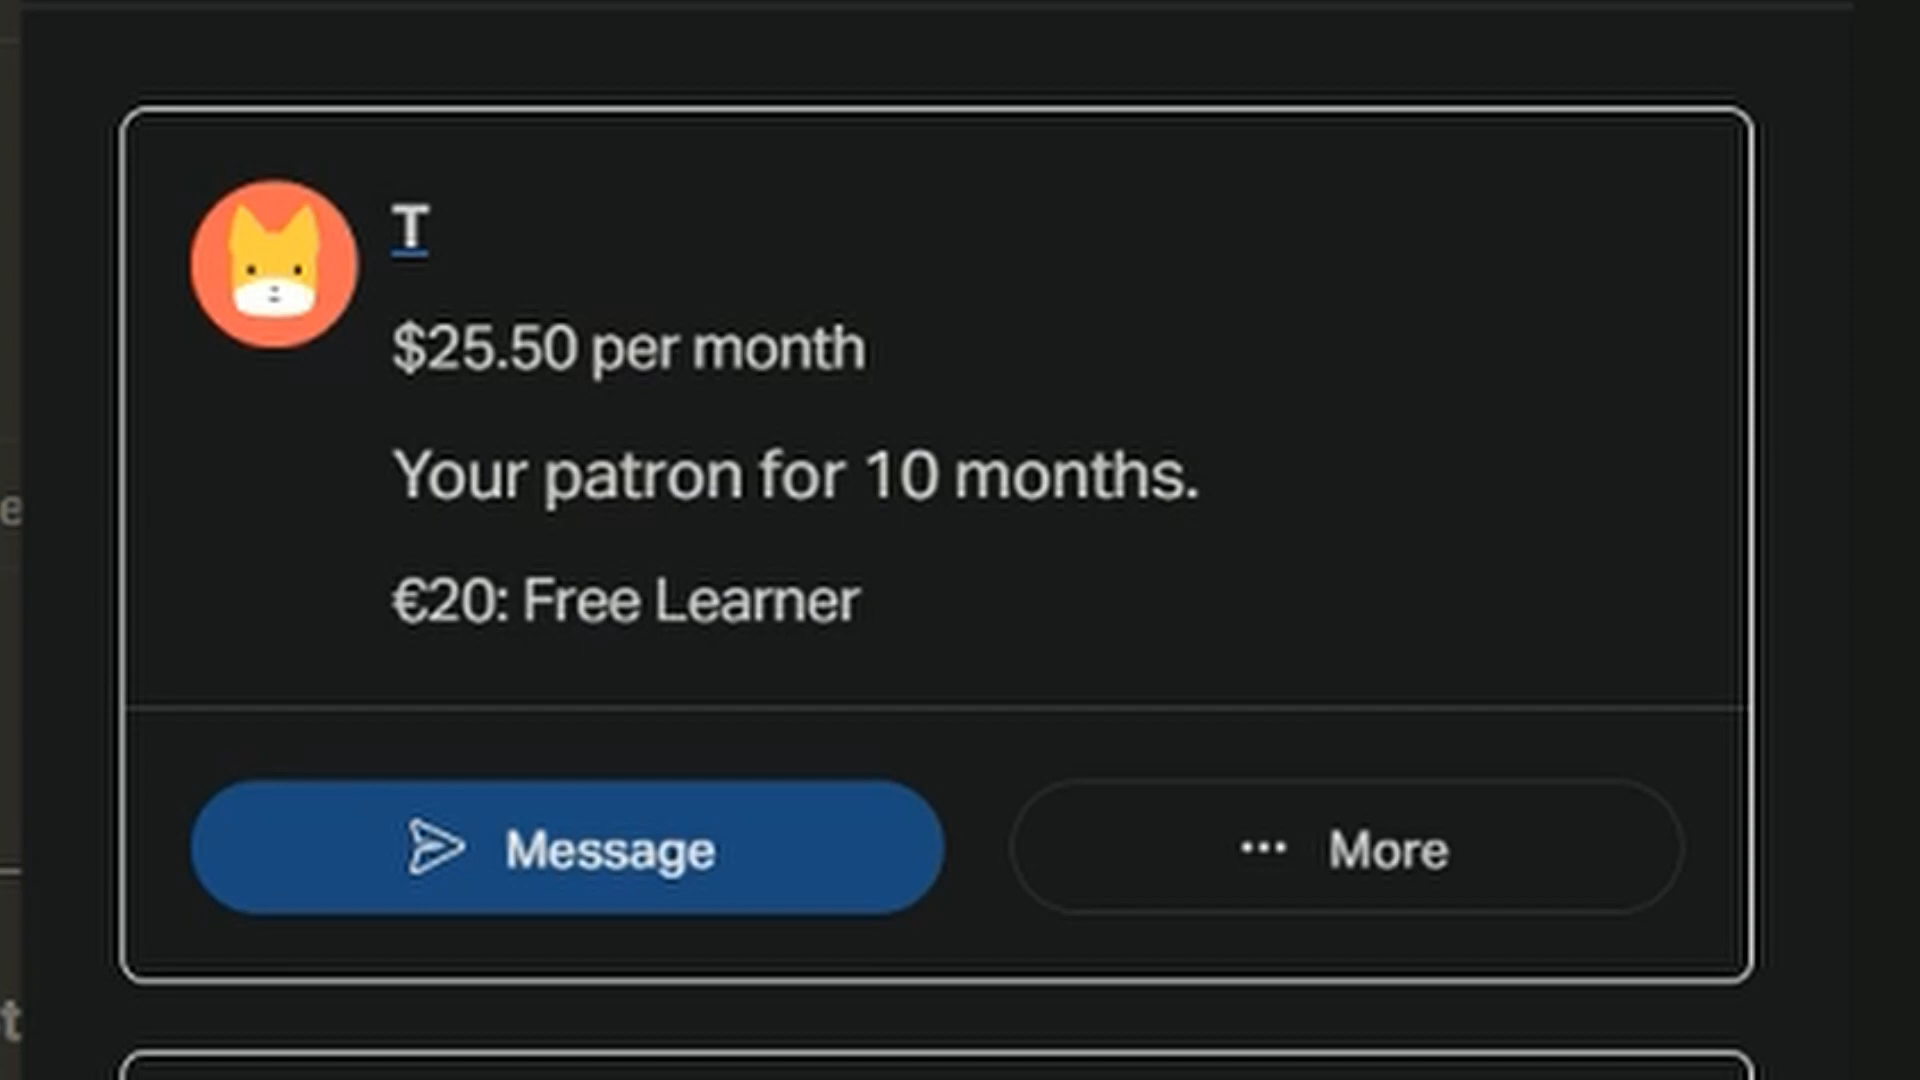 T
$25.50 per month
Your patron for 10 months.
€20: Free Learner
Message
More
e
t